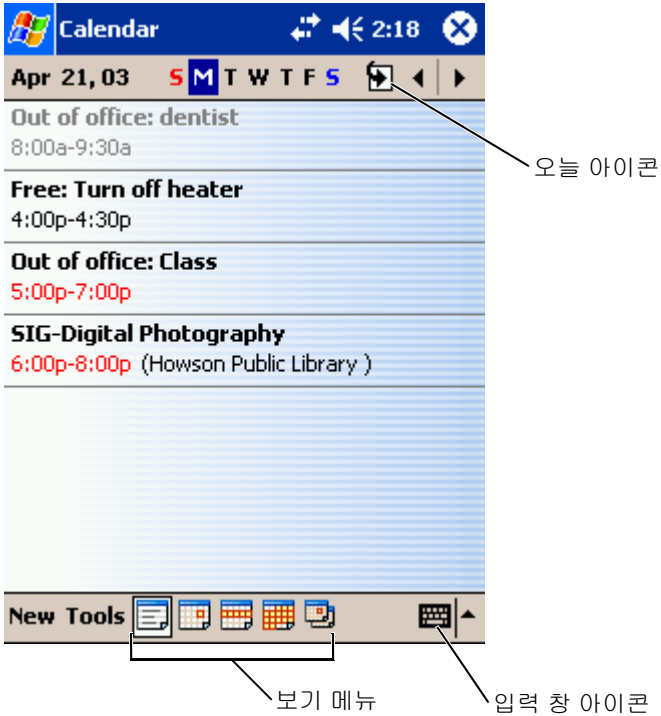 Calendar 2:18
Apr 21, 03 S M T W T F S
오늘 아이콘
Out of office: dentist
8:00a-9:30a
Free: Turn off heater
4:00p-4:30p
Out of office: Class
5:00p-7:00p
SIG-Digital Photography
6:00p-8:00p (Howson Public Library )
New Tools
보기 메뉴
입력 창 아이콘